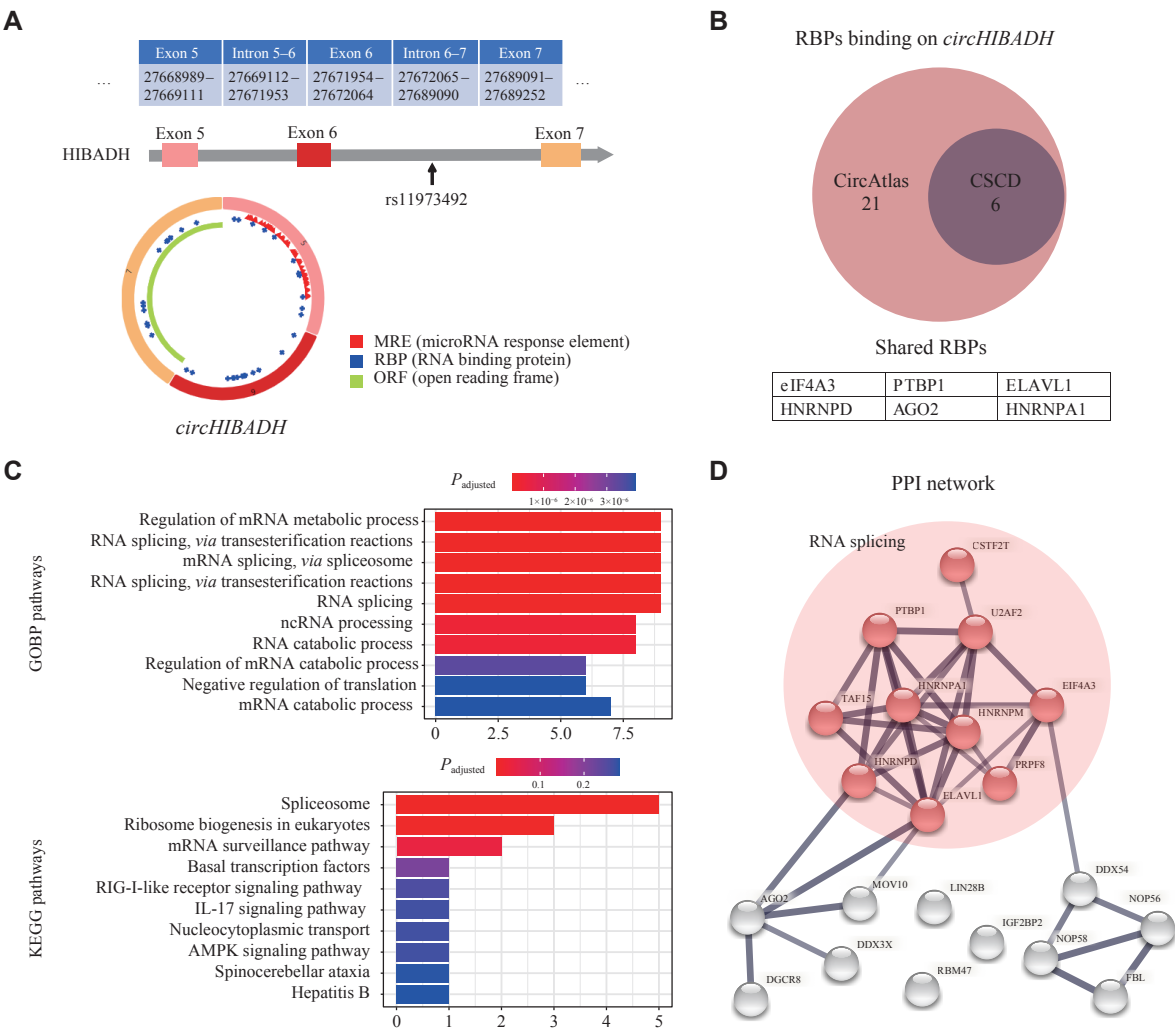 A
Exon 5 Intron 5–6 Exon 6 Intron 6–7 Exon 7
... 27668989– 27669112– 27671954– 27672065– 27689091– ...
27669111 27671953 27672064 27689090 27689252
Exon 5 Exon 6 Exon 7
HIBADH
rs11973492
5
7
6
MRE (microRNA response element)
RBP (RNA binding protein)
ORF (open reading frame)
circHIBADH
B
RBPs binding on circHIBADH
CircAtlas
21
CSCD
6
Shared RBPs
eIF4A3 PTBP1 ELAVL1
HNRNPD AGO2 HNRNPA1
C
Padjusted
1×10⁻⁶ 2×10⁻⁶ 3×10⁻⁶
GOBP pathways
Regulation of mRNA metabolic process
RNA splicing, via transesterification reactions
mRNA splicing, via spliceosome
RNA splicing, via transesterification reactions
RNA splicing
ncRNA processing
RNA catabolic process
Regulation of mRNA catabolic process
Negative regulation of translation
mRNA catabolic process
0 2.5 5.0 7.5
Padjusted
0.1 0.2
KEGG pathways
Spliceosome
Ribosome biogenesis in eukaryotes
mRNA surveillance pathway
Basal transcription factors
RIG-I-like receptor signaling pathway
IL-17 signaling pathway
Nucleocytoplasmic transport
AMPK signaling pathway
Spinocerebellar ataxia
Hepatitis B
0 1 2 3 4 5
D
PPI network
RNA splicing
CSTF2T
PTBP1
U2AF2
HNRNPA1
EIF4A3
TAF15
HNRNPM
HNRNPD
PRPF8
ELAVL1
DDX54
MOV10
LIN28B
AGO2
NOP56
IGF2BP2
NOP58
DDX3X
RBM47
DGCR8
FBL